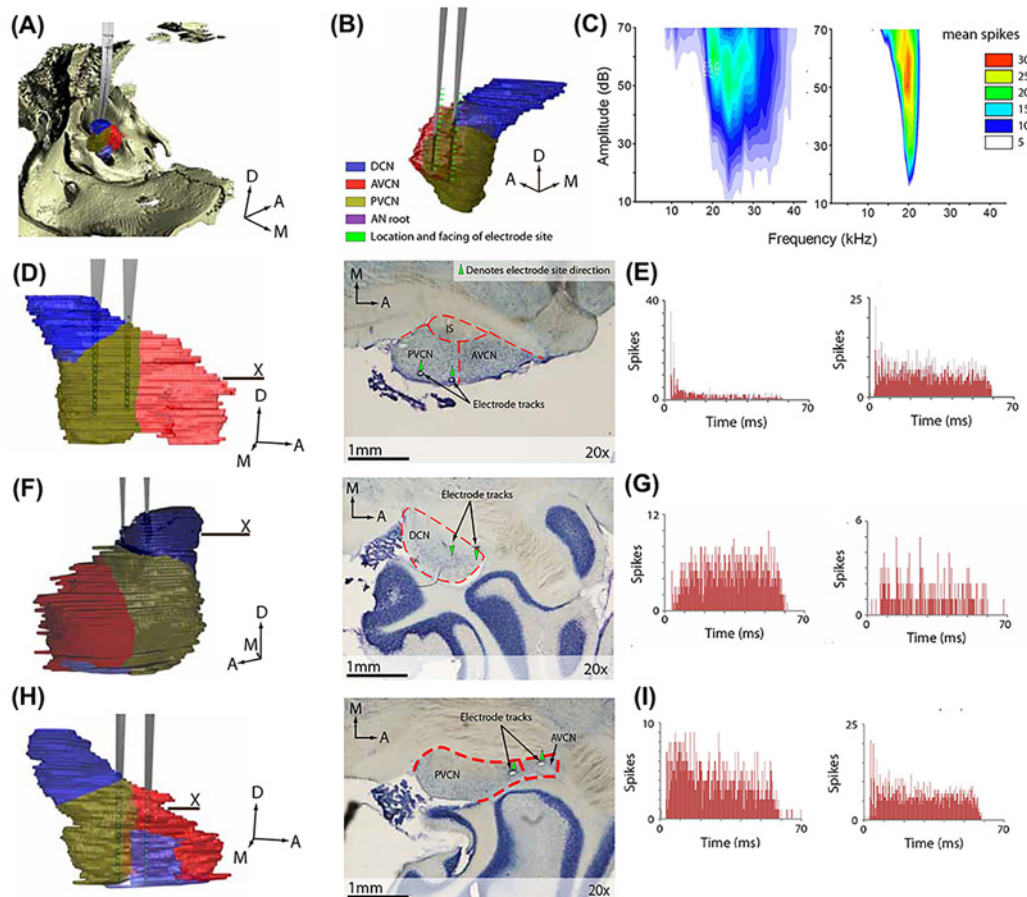 (A)
D
A
M
(B)
D
A
M
DCN
AVCN
PVCN
AN root
Location and facing of electrode site
(C)
Amplitude (dB)
70
50
30
10
10
20
30
40
70
50
30
10
10
20
30
40
Frequency (kHz)
mean spikes
30
25
20
15
10
5
(D)
X
D
M
A
M
A
Denotes electrode site direction
IS
PVCN
AVCN
Electrode tracks
1mm
20x
(E)
Spikes
40
20
0
Time (ms)
70
Spikes
25
0
Time (ms)
70
(F)
X
D
M
A
M
A
Electrode tracks
DCN
1mm
20x
(G)
Spikes
12
6
0
Time (ms)
70
Spikes
6
3
0
Time (ms)
70
(H)
X
D
M
A
M
A
Electrode tracks
AVCN
PVCN
1mm
20x
(I)
Spikes
10
5
0
Time (ms)
70
Spikes
25
0
Time (ms)
70